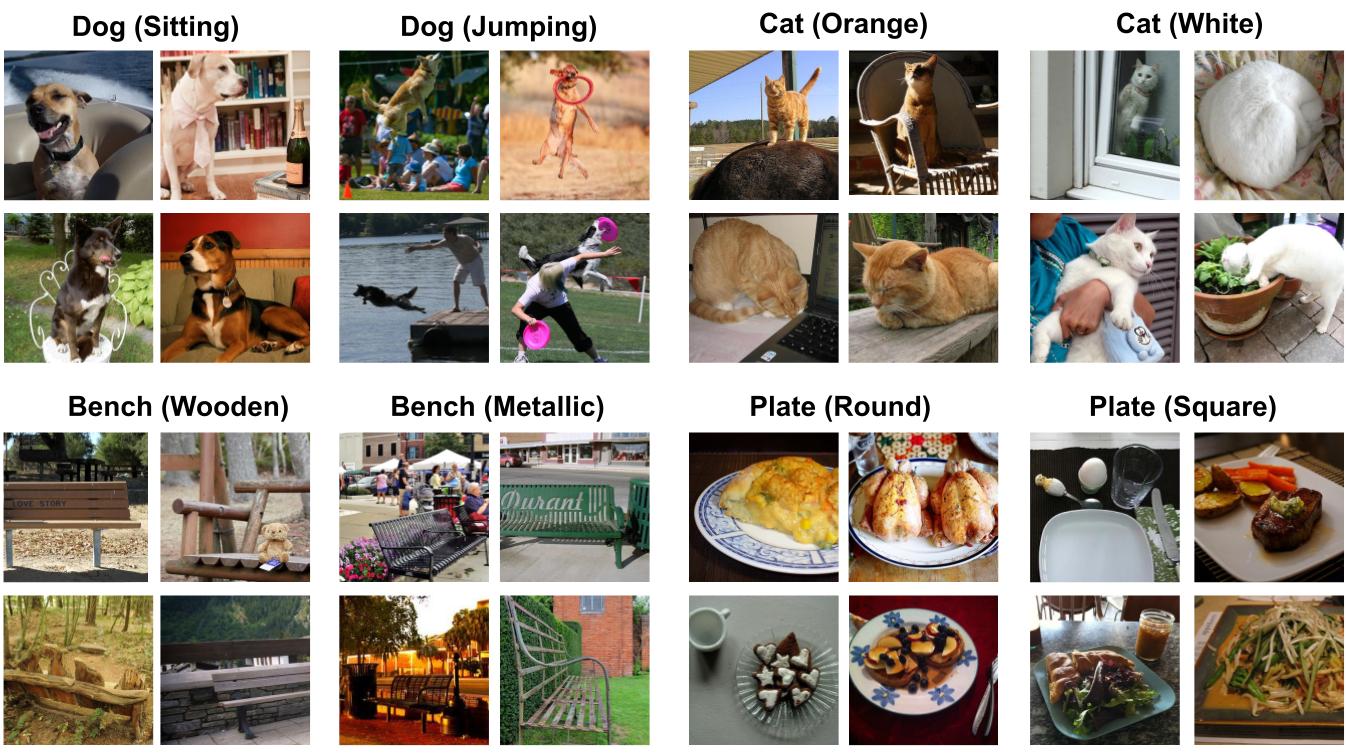 Dog (Sitting)
Dog (Jumping)
Cat (Orange)
Cat (White)
Bench (Wooden)
Bench (Metallic)
Plate (Round)
Plate (Square)
LOVE STORY
Durant